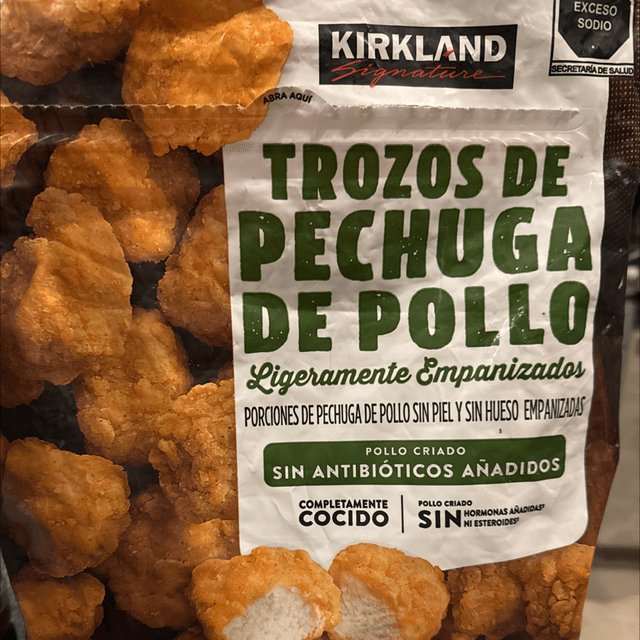 EXCESO
SODIO
SECRETARÍA DE SALUD
KIRKLAND
Signature
ABRA AQUÍ
TROZOS DE
PECHUGA
DE POLLO
Ligeramente Empanizados
PORCIONES DE PECHUGA DE POLLO SIN PIEL Y SIN HUESO EMPANIZADAS
POLLO CRIADO
SIN ANTIBIÓTICOS AÑADIDOS
COMPLETAMENTE
COCIDO
POLLO CRIADO
SIN HORMONAS AÑADIDAS
NI ESTEROIDES